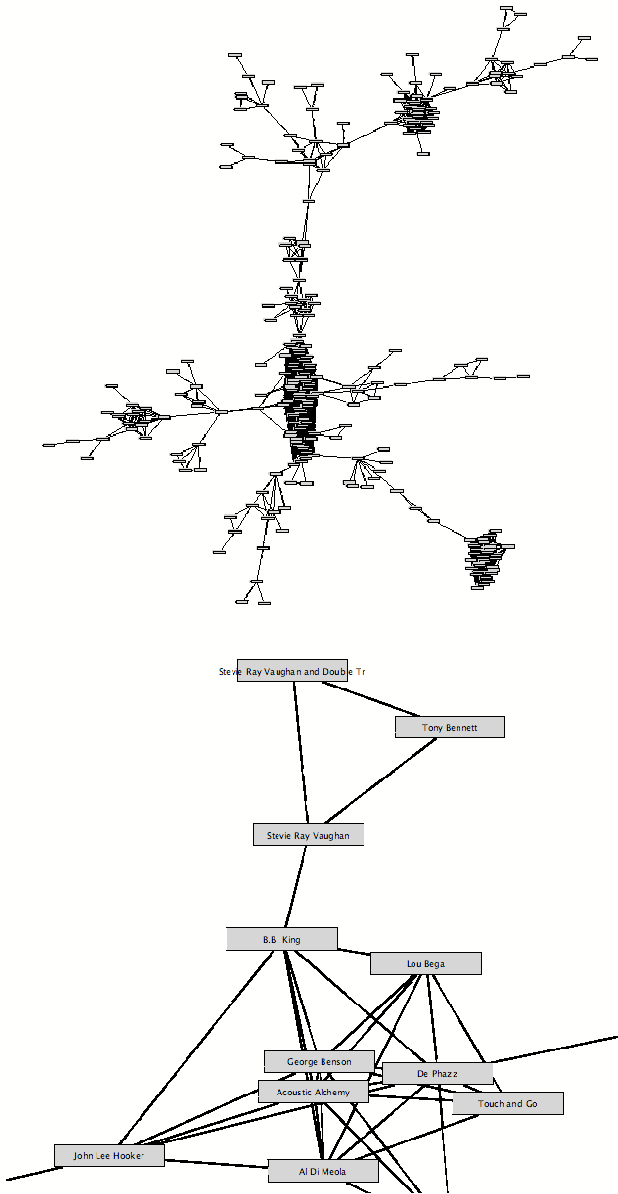 Stevie Ray Vaughan and Double Tr
Tony Bennett
Stevie Ray Vaughan
B.B. King
Lou Bega
George Benson
De Phazz
Acoustic Alchemy
Touch and Go
John Lee Hooker
Al Di Meola